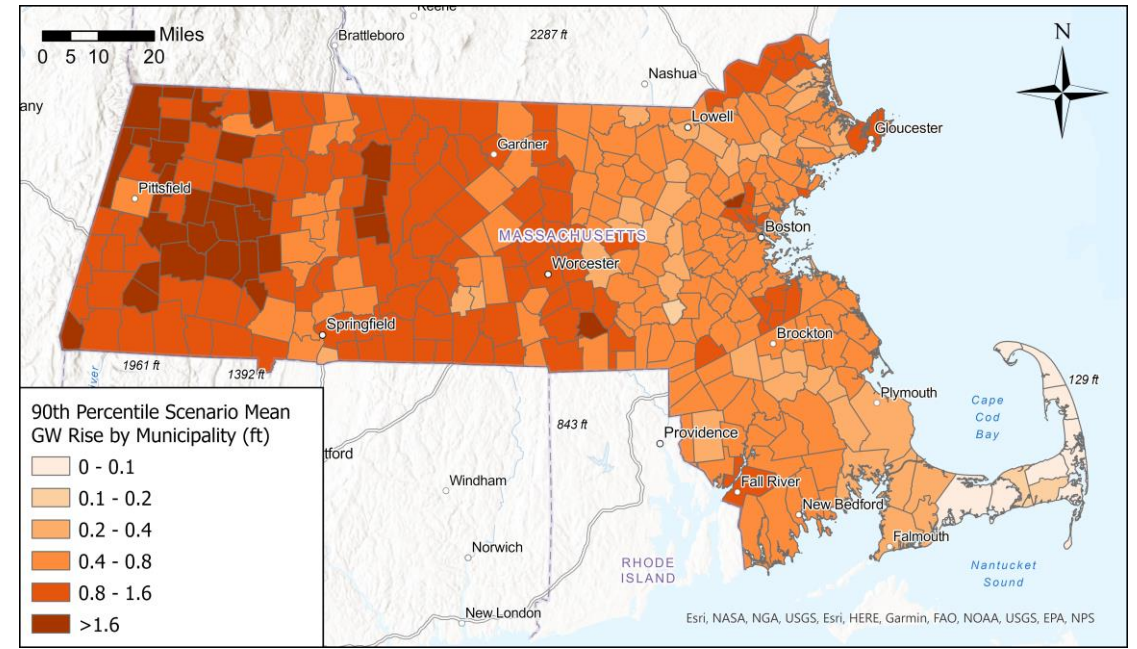 Keene
Brattleboro
2287 ft
Miles
0 5 10 20
N
Nashua
any
Lowell
Gloucester
Gardner
Pittsfield
MASSACHUSETTS
Boston
Worcester
Springfield
Brockton
1961 ft
1392 ft
129 ft
Cape
Cod
Bay
Plymouth
90th Percentile Scenario Mean
GW Rise by Municipality (ft)
0 - 0.1
0.1 - 0.2
0.2 - 0.4
0.4 - 0.8
0.8 - 1.6
>1.6
iver
843 ft
Providence
tford
Windham
Fall River
New Bedford
Falmouth
Norwich
RHODE
ISLAND
Nantucket
Sound
New London
Esri, NASA, NGA, USGS, Esri, HERE, Garmin, FAO, NOAA, USGS, EPA, NPS